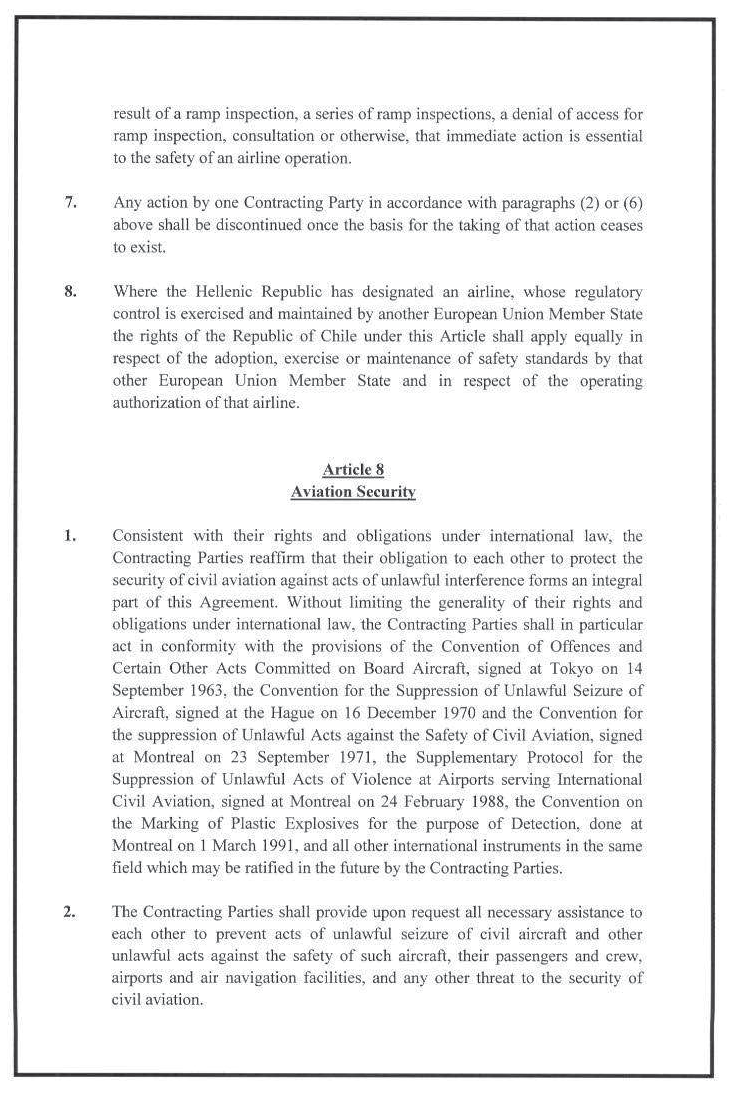 result of a ramp inspection, a series of ramp inspections, a denial of access for
ramp inspection, consultation or otherwise, that immediate action is essential
to the safety of an airline operation.
7. Any action by one Contracting Party in accordance with paragraphs (2) or (6)
above shall be discontinued once the basis for the taking of that action ceases
to exist.
8. Where the Hellenic Republic has designated an airline, whose regulatory
control is exercised and maintained by another European Union Member State
the rights of the Republic of Chile under this Article shall apply equally in
respect of the adoption, exercise or maintenance of safety standards by that
other European Union Member State and in respect of the operating
authorization of that airline.
Article 8
Aviation Security
1. Consistent with their rights and obligations under international law, the
Contracting Parties reaffirm that their obligation to each other to protect the
security of civil aviation against acts of unlawful interference forms an integral
part of this Agreement. Without limiting the generality of their rights and
obligations under international law, the Contracting Parties shall in particular
act in conformity with the provisions of the Convention of Offences and
Certain Other Acts Committed on Board Aircraft, signed at Tokyo on 14
September 1963, the Convention for the Suppression of Unlawful Seizure of
Aircraft, signed at the Hague on 16 December 1970 and the Convention for
the suppression of Unlawful Acts against the Safety of Civil Aviation, signed
at Montreal on 23 September 1971, the Supplementary Protocol for the
Suppression of Unlawful Acts of Violence at Airports serving International
Civil Aviation, signed at Montreal on 24 February 1988, the Convention on
the Marking of Plastic Explosives for the purpose of Detection, done at
Montreal on 1 March 1991, and all other international instruments in the same
field which may be ratified in the future by the Contracting Parties.
2. The Contracting Parties shall provide upon request all necessary assistance to
each other to prevent acts of unlawful seizure of civil aircraft and other
unlawful acts against the safety of such aircraft, their passengers and crew,
airports and air navigation facilities, and any other threat to the security of
civil aviation.